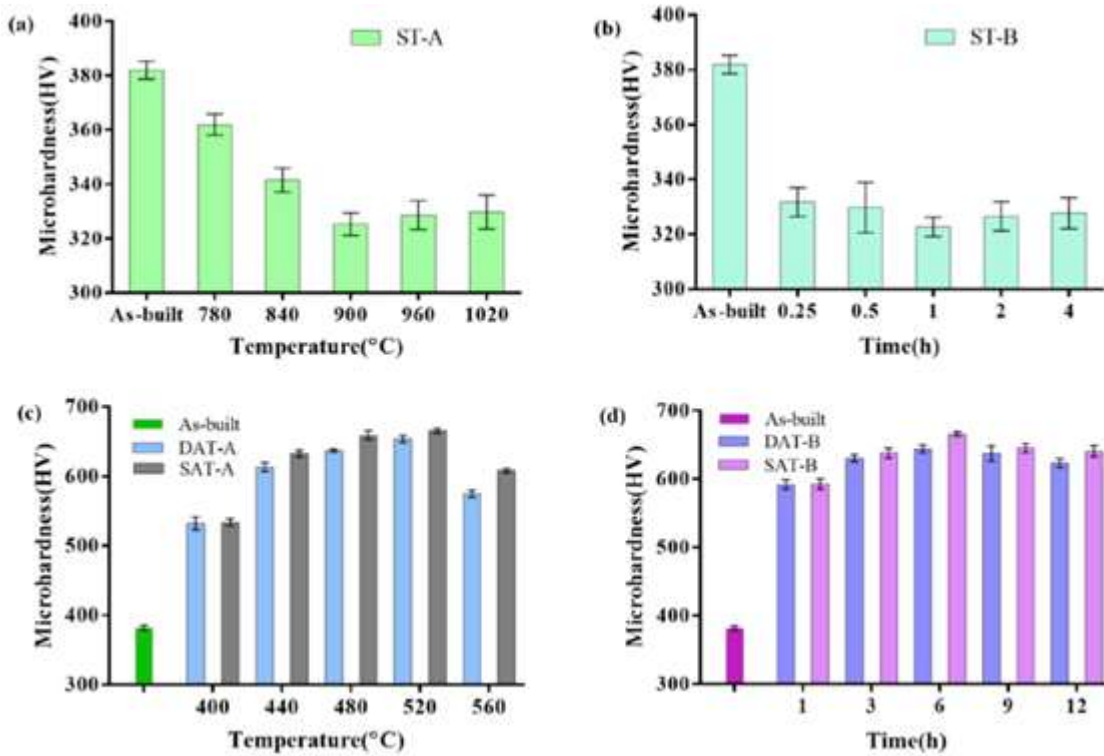 (a)
ST-A
Microhardness(HV)
400
380
360
340
320
300
As-built 780 840 900 960 1020
Temperature(°C)
(b)
ST-B
Microhardness(HV)
400
380
360
340
320
300
As-built 0.25 0.5 1 2 4
Time(h)
(c)
As-built
DAT-A
SAT-A
Microhardness(HV)
700
600
500
400
300
400 440 480 520 560
Temperature(°C)
(d)
As-built
DAT-B
SAT-B
Microhardness(HV)
700
600
500
400
300
1 3 6 9 12
Time(h)